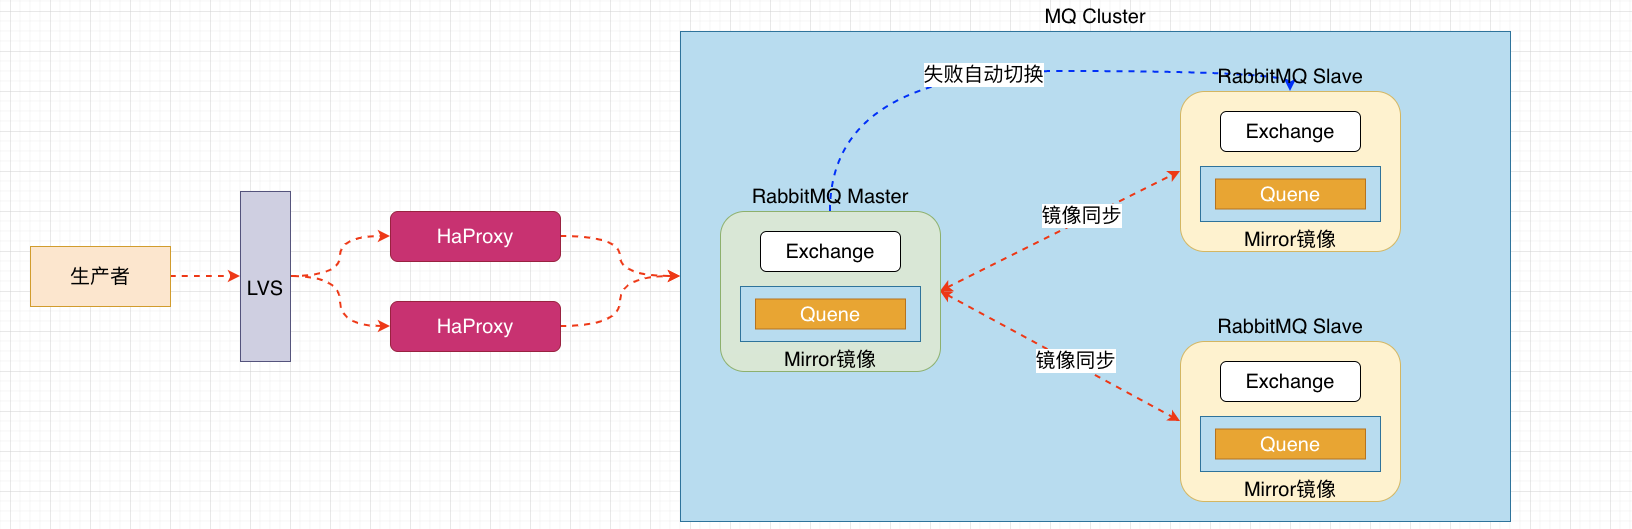 MQ Cluster
失败自动切换
RabbitMQ Slave
Exchange
Quene
Mirror镜像
RabbitMQ Master
Exchange
Quene
Mirror镜像
镜像同步
镜像同步
RabbitMQ Slave
Exchange
Quene
Mirror镜像
生产者
LVS
HaProxy
HaProxy